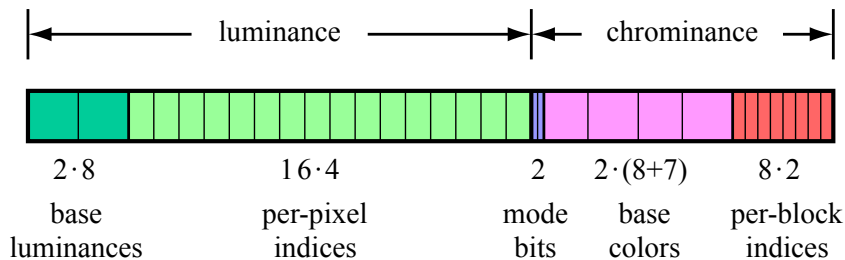 luminance chrominance
2·8 16·4 2 2·(8+7) 8·2
base per-pixel mode base per-block
luminances indices bits colors indices